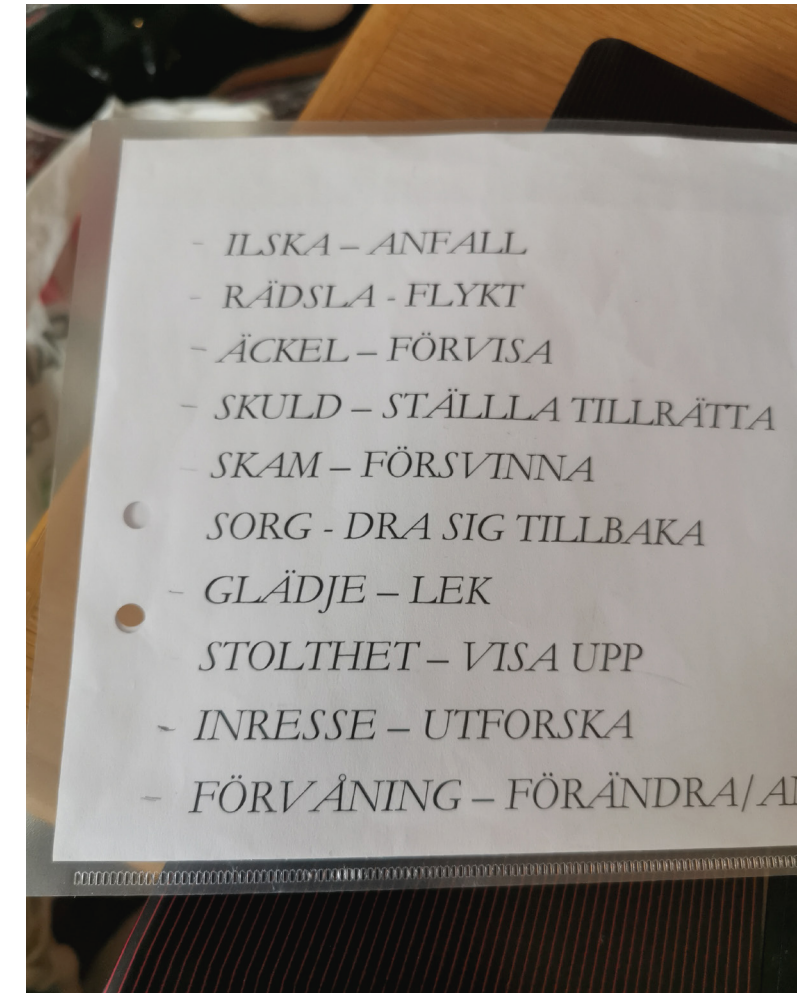 - ILSKA – ANFALL
- RÄDSLA - FLYKT
- ÄCKEL – FÖRVISA
- SKULD – STÄLLLA TILLRÄTTA
- SKAM – FÖRSVINNA
SORG - DRA SIG TILLBAKA
- GLÄDJE – LEK
STOLTHET – VISA UPP
- INRESSE – UTFORSKA
- FÖRVÅNING – FÖRÄNDRA/